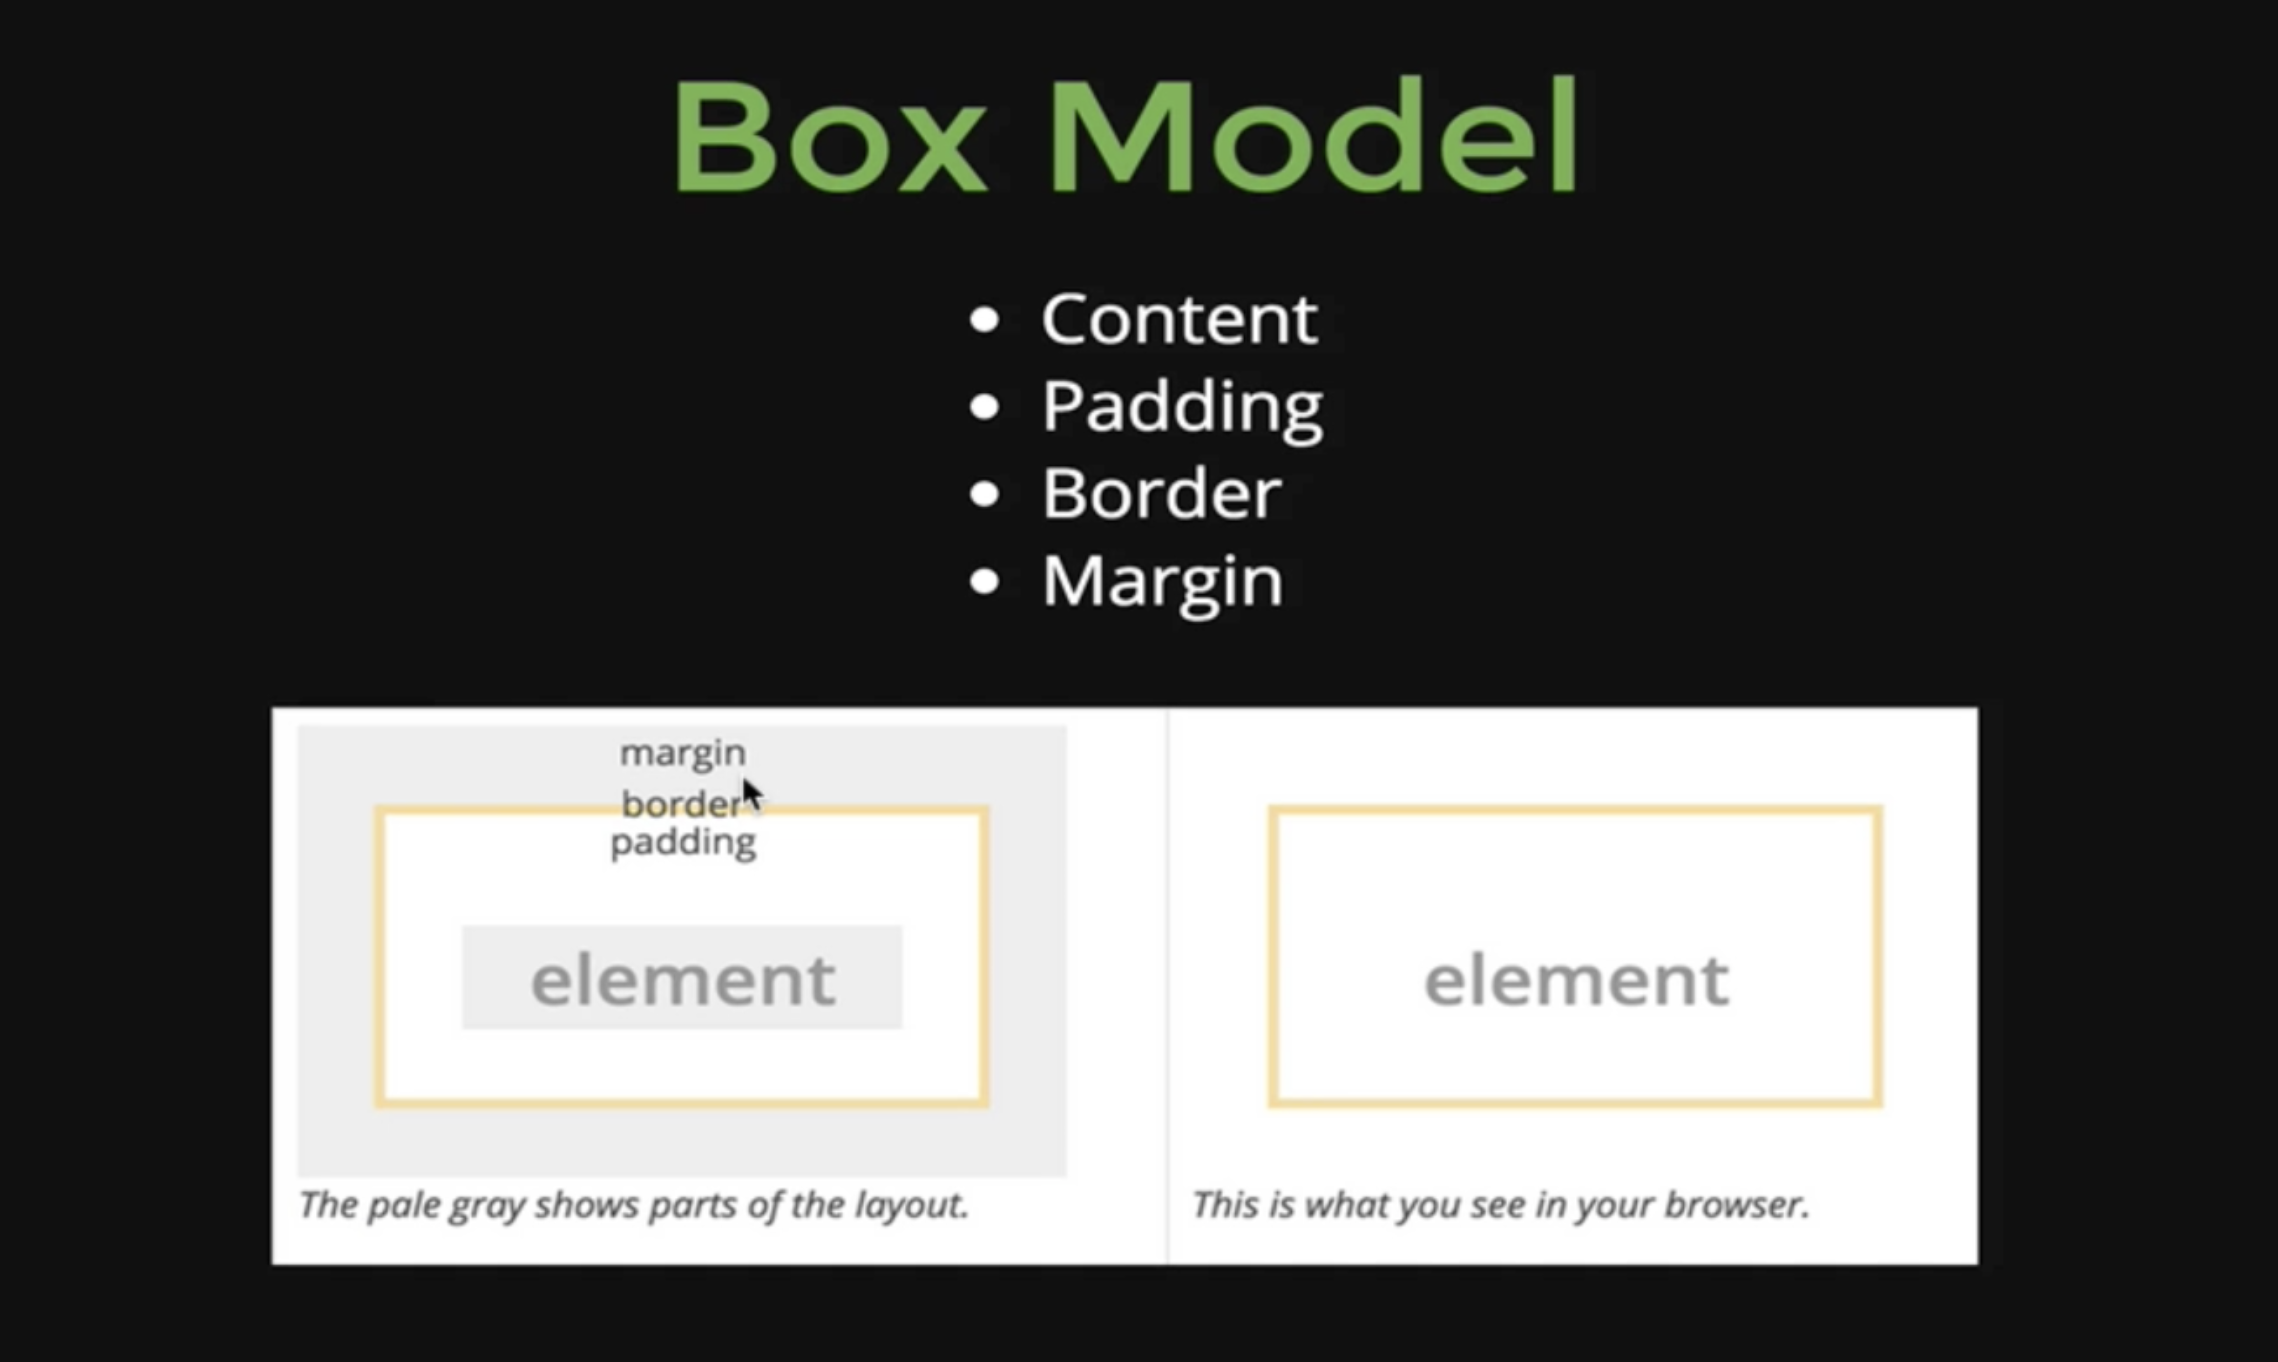 Box Model
Content
Padding
Border
Margin
margin
border
padding
element
The pale gray shows parts of the layout.
element
This is what you see in your browser.